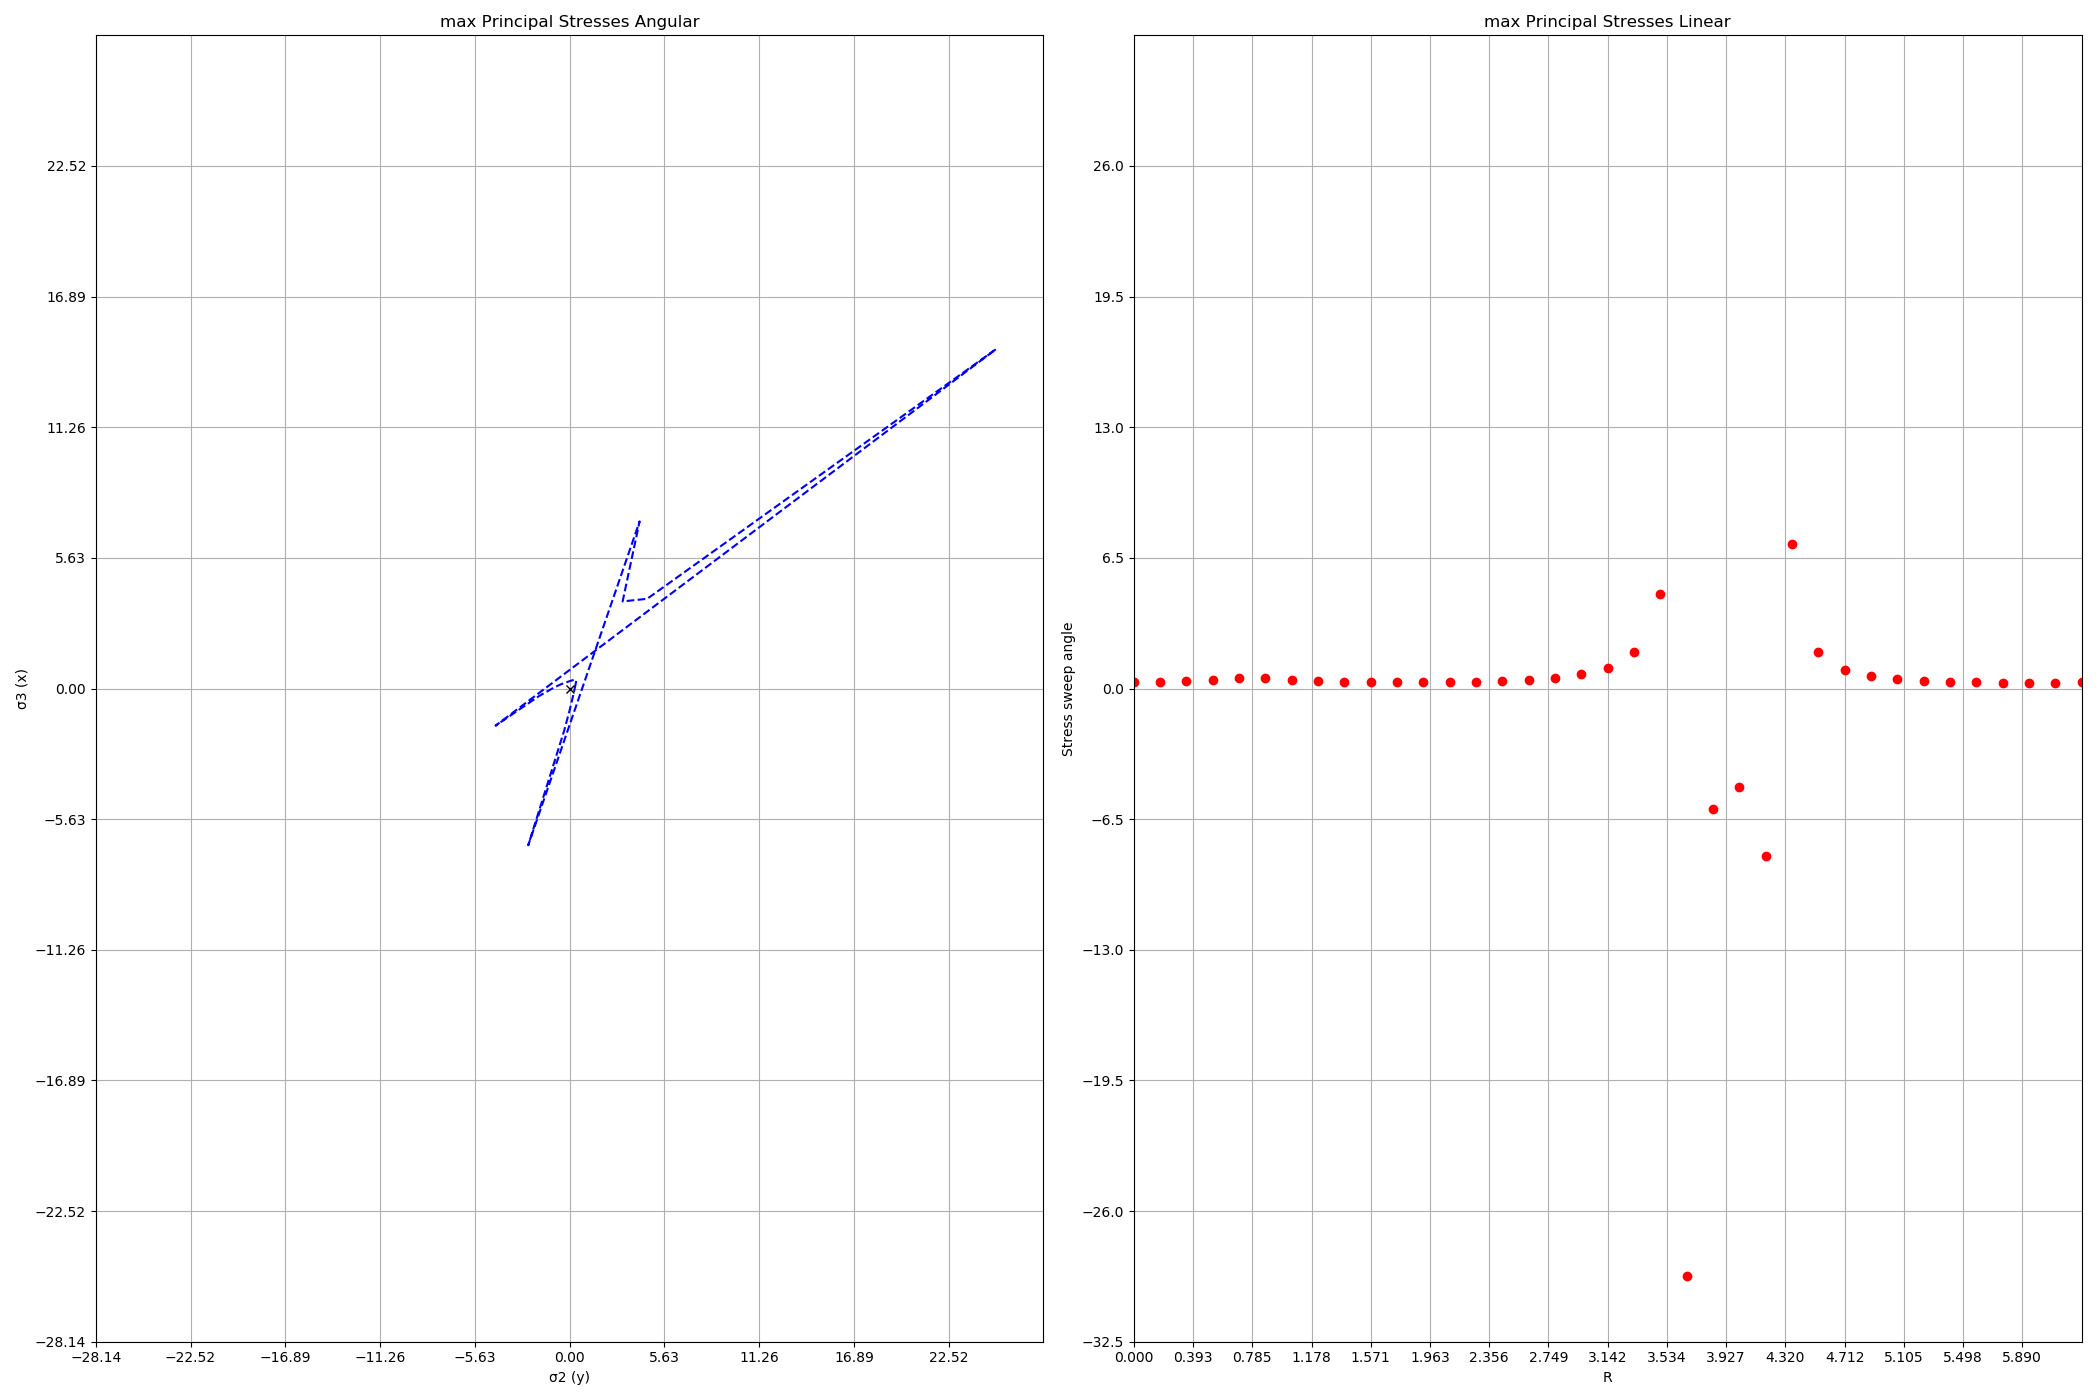 max Principal Stresses Angular
22.52
16.89
11.26
5.63
0.00
−5.63
−11.26
−16.89
−22.52
−28.14
σ3 (x)
−28.14 −22.52 −16.89 −11.26 −5.63 0.00 5.63 11.26 16.89 22.52
σ2 (y)
max Principal Stresses Linear
26.0
19.5
13.0
6.5
0.0
−6.5
−13.0
−19.5
−26.0
−32.5
Stress sweep angle
0.000 0.393 0.785 1.178 1.571 1.963 2.356 2.749 3.142 3.534 3.927 4.320 4.712 5.105 5.498 5.890
R